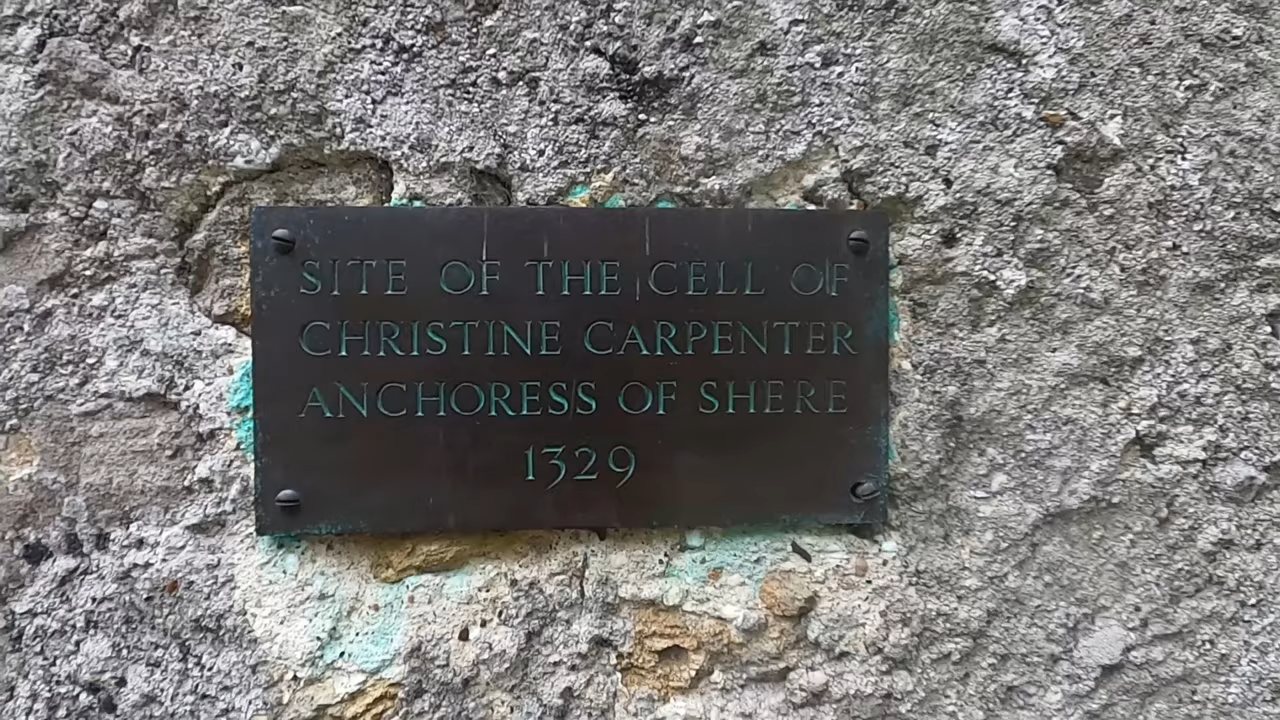 SITE OF THE CELL OF
CHRISTINE CARPENTER
ANCHORESS OF SHERE
1329